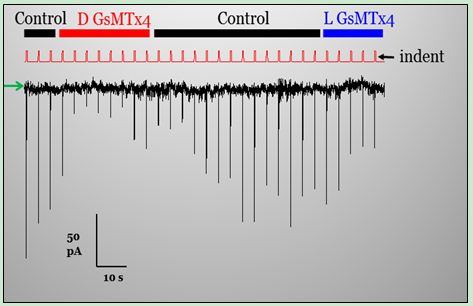 Control D GsMTx4 Control L GsMTx4
indent
50
pA
10 s